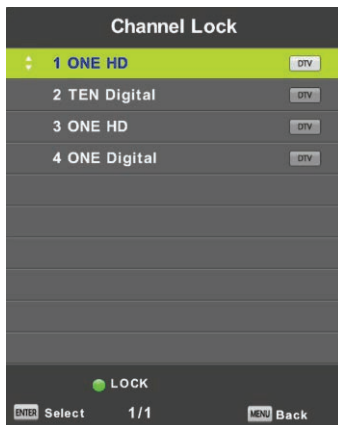 Channel Lock
1 ONE HD DTV
2 TEN Digital DTV
3 ONE HD DTV
4 ONE Digital DTV
LOCK
ENTER Select 1/1 MENU Back